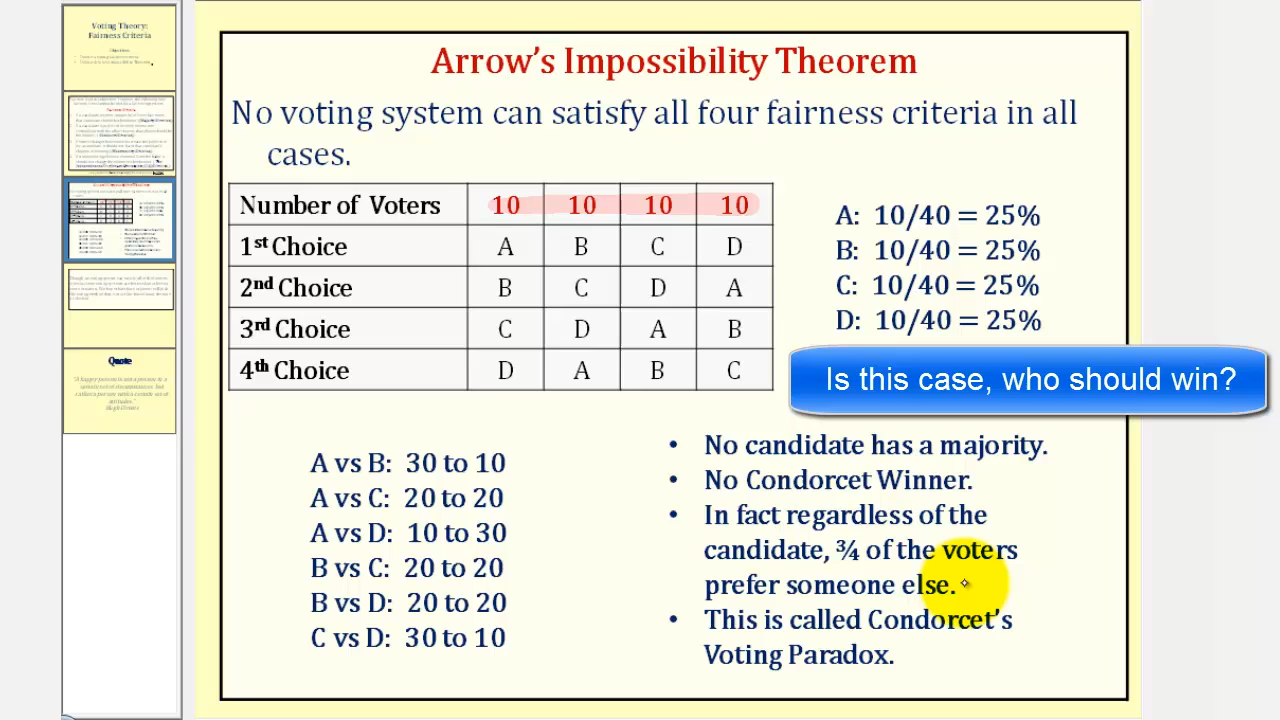 Voting Theory:
Fairness Criteria
Arrow's Impossibility Theorem
No voting system can satisfy all four fairness criteria in all
cases.
Number of Voters 10 10 10 10
1st Choice A B C D
2nd Choice B C D A
3rd Choice C D A B
4th Choice D A B C
A: 10/40 = 25%
B: 10/40 = 25%
C: 10/40 = 25%
D: 10/40 = 25%
Is this case, who should win?
A vs B: 30 to 10
A vs C: 20 to 20
A vs D: 10 to 30
B vs C: 20 to 20
B vs D: 20 to 20
C vs D: 30 to 10
• No candidate has a majority.
• No Condorcet Winner.
• In fact regardless of the
candidate, ¾ of the voters
prefer someone else.
• This is called Condorcet's
Voting Paradox.
Quote